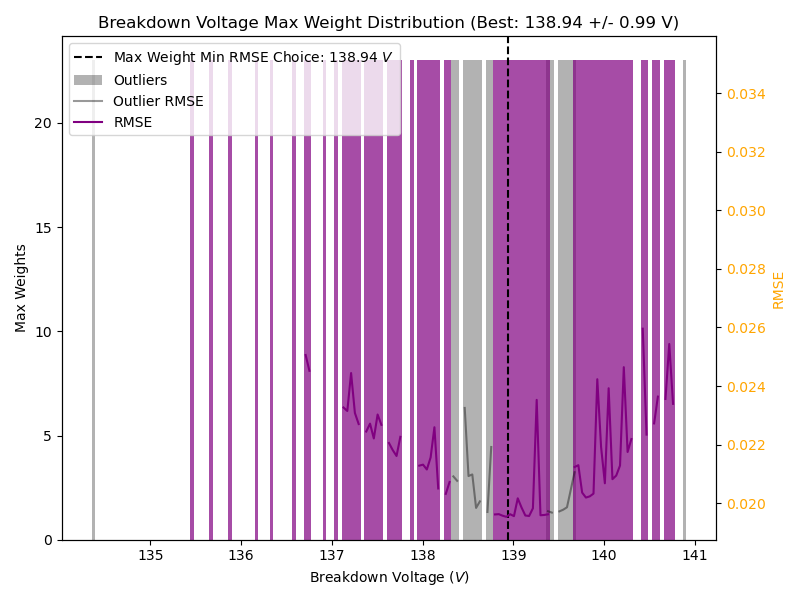 Breakdown Voltage Max Weight Distribution (Best: 138.94 +/- 0.99 V)
Max Weight Min RMSE Choice: 138.94 V
Outliers
Outlier RMSE
RMSE
Max Weights
0
5
10
15
20
135
136
137
138
139
140
141
Breakdown Voltage (V)
0.034
0.032
0.030
0.028
0.026
0.024
0.022
0.020
RMSE